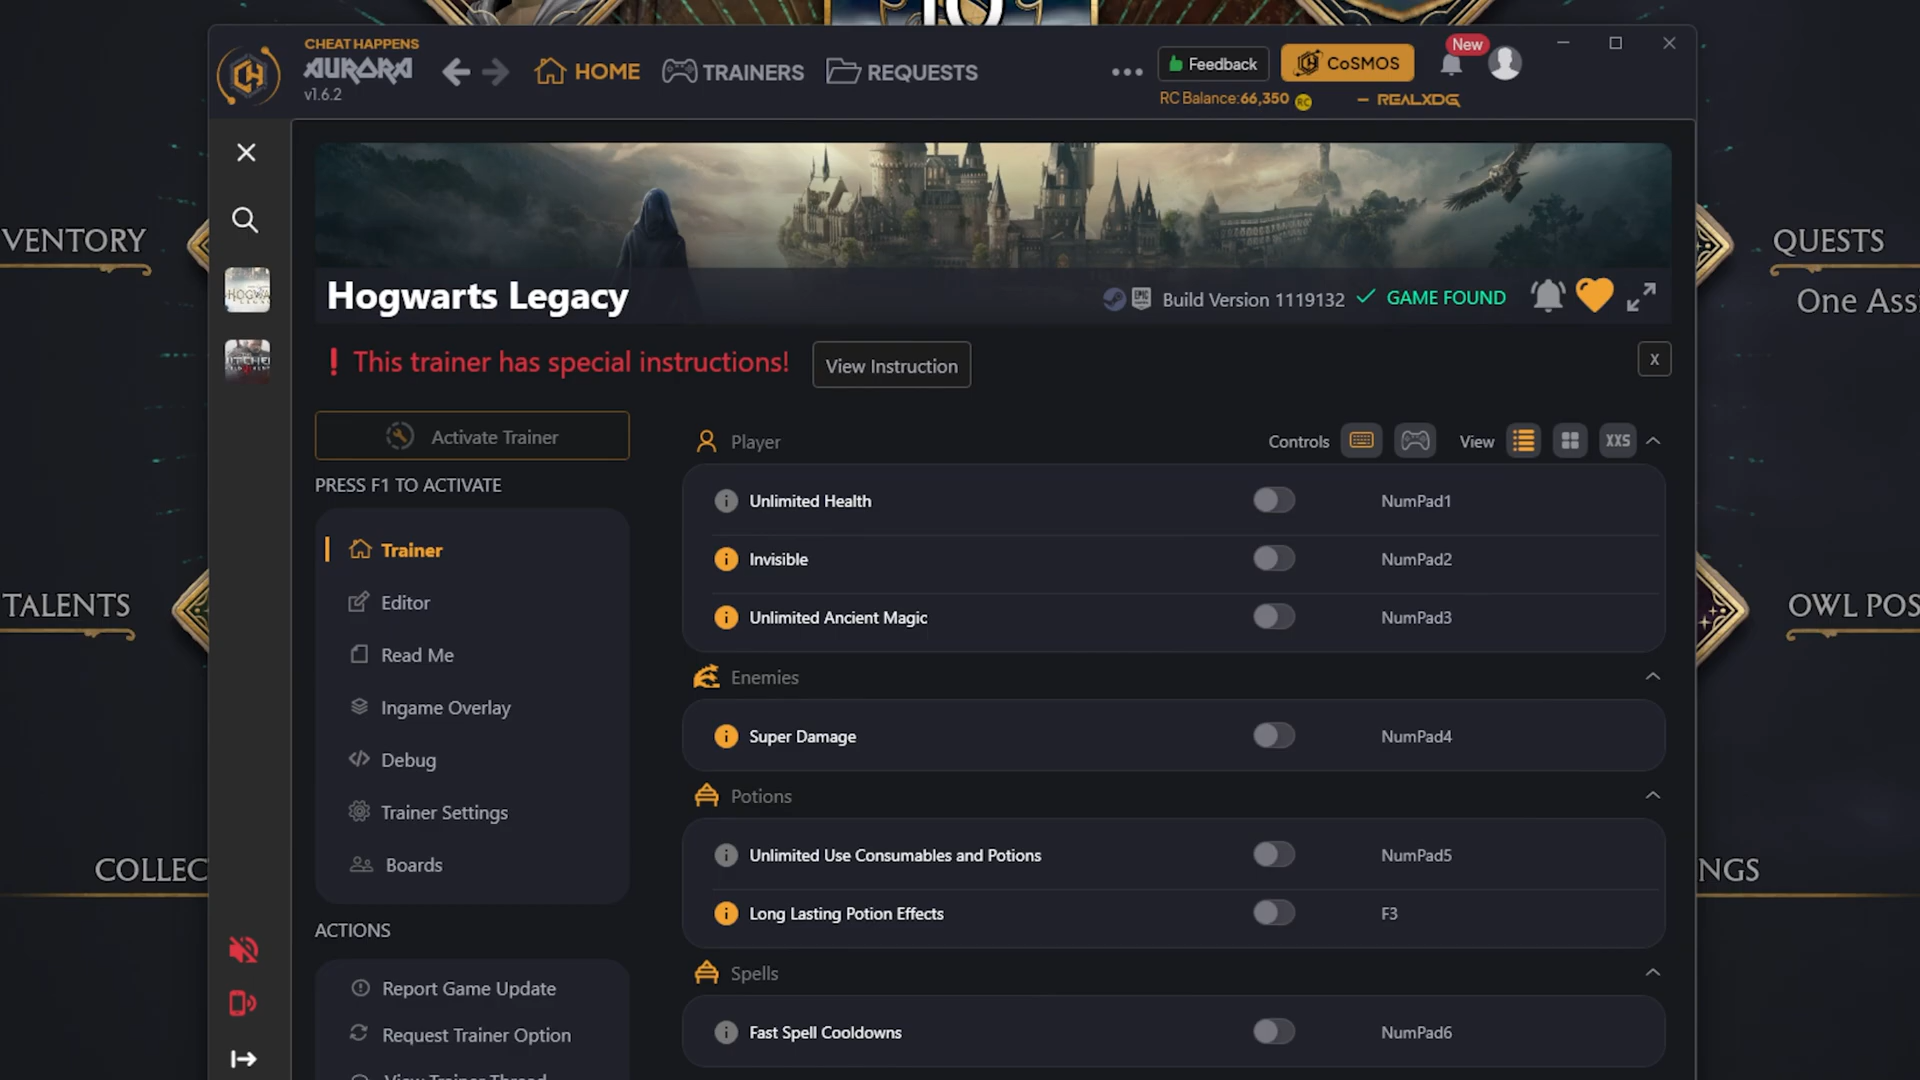 10
CHEAT HAPPENS
AURORA
v1.6.2
HOME
TRAINERS
REQUESTS
Feedback
CoSMOS
New
RC Balance:66,350 RC
REALXDG
VENTORY
QUESTS
One Ass
TALENTS
OWL POS
COLLEC
NGS
Hogwarts Legacy
Build Version 1119132
GAME FOUND
! This trainer has special instructions!
View Instruction
X
Activate Trainer
PRESS F1 TO ACTIVATE
Trainer
Editor
Read Me
Ingame Overlay
Debug
Trainer Settings
Boards
ACTIONS
Report Game Update
Request Trainer Option
View Trainer Thread
Player
Controls
View
XXS
Unlimited Health NumPad1
Invisible NumPad2
Unlimited Ancient Magic NumPad3
Enemies
Super Damage NumPad4
Potions
Unlimited Use Consumables and Potions NumPad5
Long Lasting Potion Effects F3
Spells
Fast Spell Cooldowns NumPad6